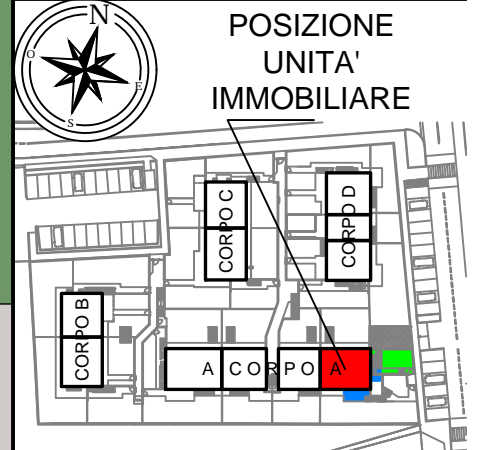 N
O
E
S
POSIZIONE
UNITA'
IMMOBILIARE
CORPO C
CORPO D
CORPO B
A CORPO A